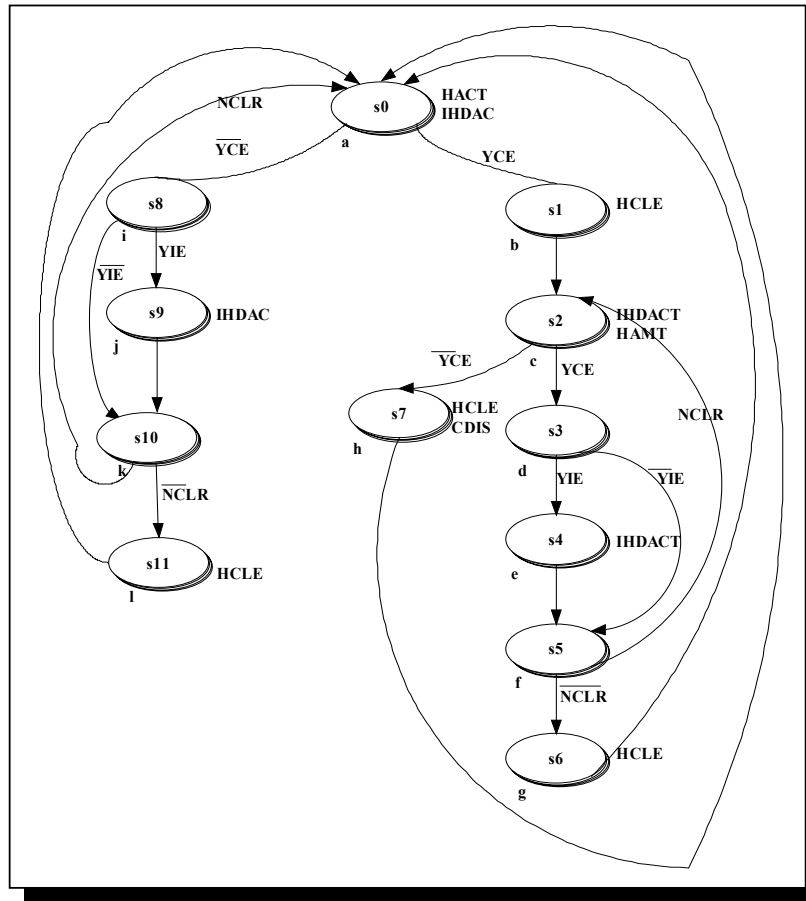 NCLR
s0
HACT
IHDAC
a
YCE
YCE
s8
i
s1
HCLE
b
YIE
YIE
s9
IHDAC
j
s2
IHDACT
HAMT
c
YCE
YCE
s7
HCLE
CDIS
h
s3
d
NCLR
s10
k
YIE
YIE
NCLR
s4
IHDACT
e
s11
HCLE
l
s5
f
NCLR
s6
HCLE
g